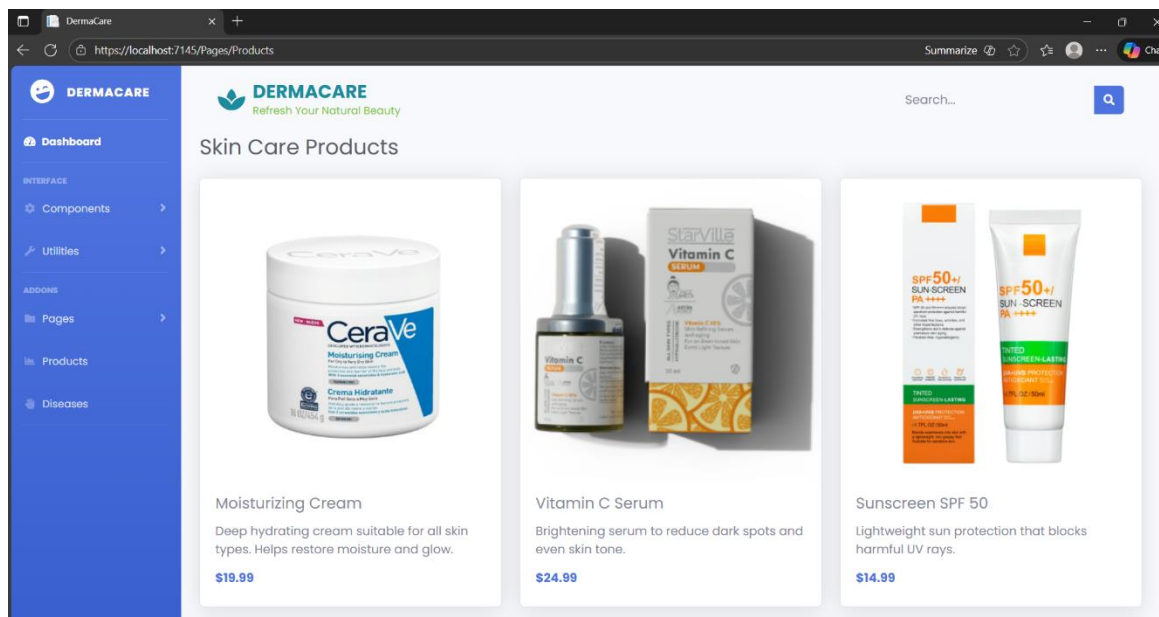 DermaCare
https://localhost:7145/Pages/Products
Summarize
Cha
DERMACARE
Dashboard
INTERFACE
Components
Utilities
ADDONS
Pages
Products
Diseases
DERMACARE
Refresh Your Natural Beauty
Search...
Skin Care Products
CeraVe
CeraVe
Moisturising Cream
Crema Hidratante
Moisturizing Cream
Deep hydrating cream suitable for all skin
types. Helps restore moisture and glow.
$19.99
Vitamin C
SERUM
StarVille
Vitamin C
SERUM
Vitamin C Serum
Brightening serum to reduce dark spots and
even skin tone.
$24.99
SPF50+/
SUN-SCREEN
PA ++++
TINTED
SUNSCREEN-LASTING
SPF50+/
SUN-SCREEN
PA ++++
TINTED
SUNSCREEN-LASTING
Sunscreen SPF 50
Lightweight sun protection that blocks
harmful UV rays.
$14.99